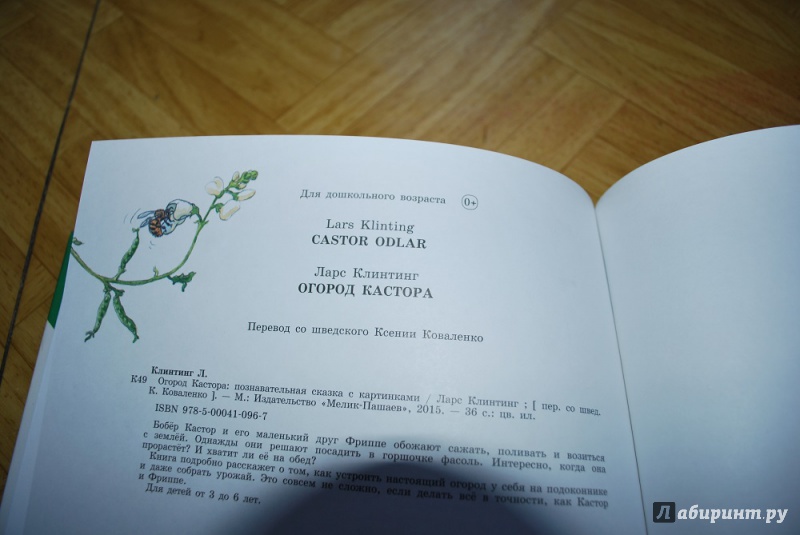 Для дошкольного возраста 0+
Lars Klinting
CASTOR ODLAR
Ларс Клинтинг
ОГОРОД КАСТОРА
Перевод со шведского Ксении Коваленко
Клинтинг Л.
К49 Огород Кастора: познавательная сказка с картинками / Ларс Клинтинг ; [ пер. со швед.
К. Коваленко ]. — М.: Издательство «Мелик-Пашаев», 2015. — 36 с.: цв. ил.
ISBN 978-5-00041-096-7
Бобёр Кастор и его маленький друг Фриппе обожают сажать, поливать и возиться
с землёй. Однажды они решают посадить в горшочке фасоль. Интересно, когда она
прорастёт? И хватит ли её на обед?
Книга подробно расскажет о том, как устроить настоящий огород у себя на подоконнике
и даже собрать урожай. Это совсем не сложно, если делать всё в точности, как Кастор
и Фриппе.
Для детей от 3 до 6 лет.
Лабиринт.ру